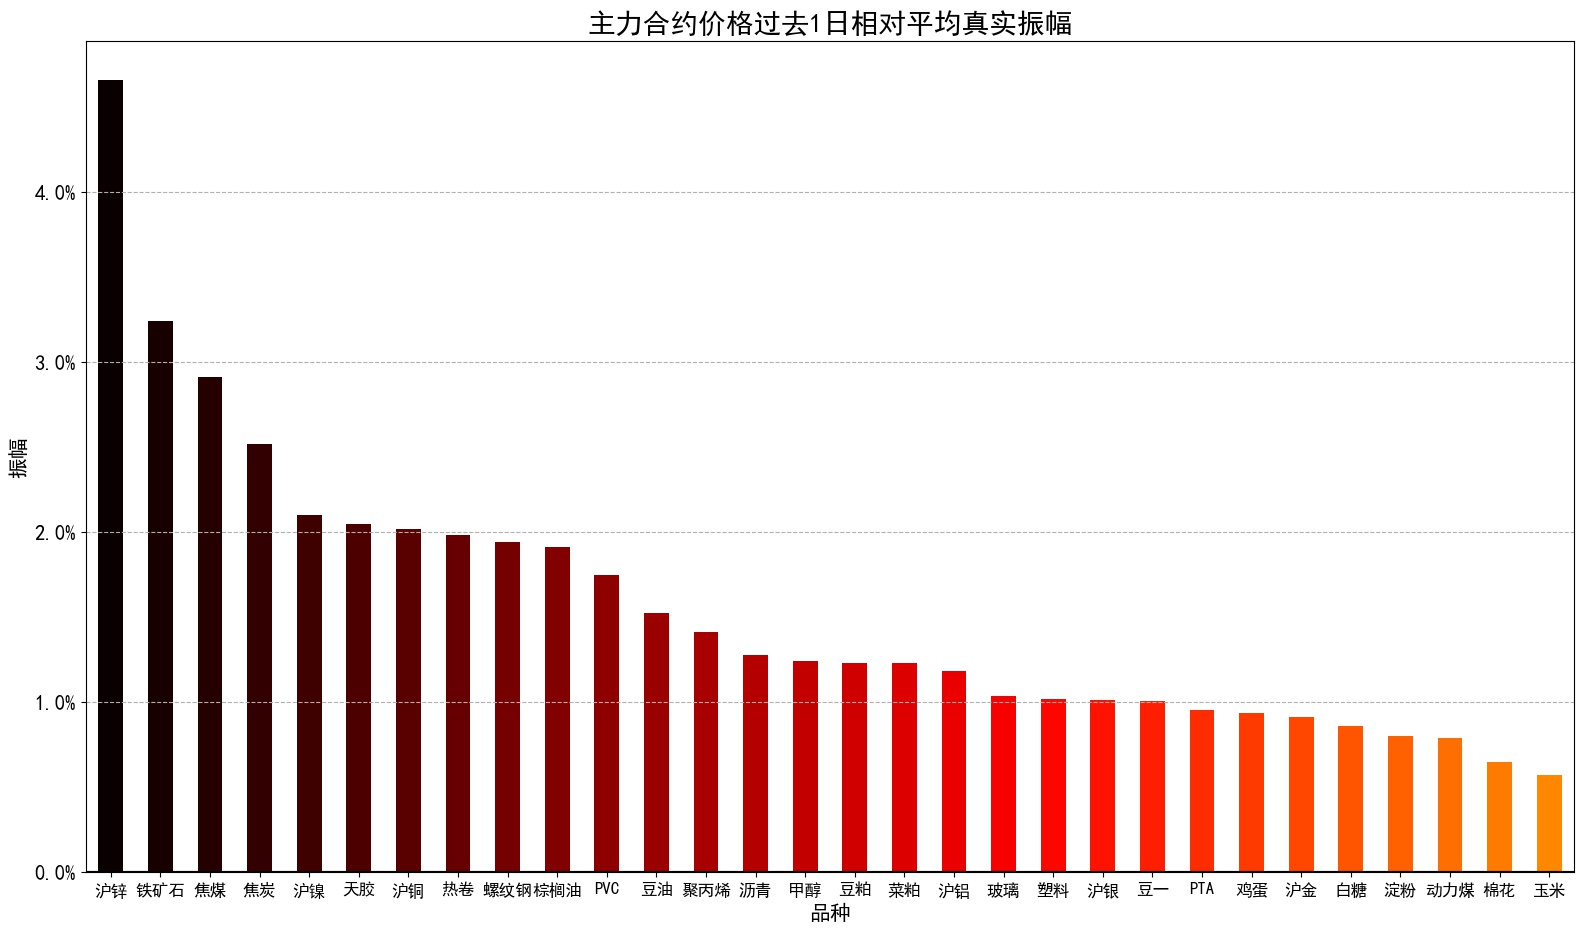 主力合约价格过去1日相对平均真实振幅
振幅
4.0%
3.0%
2.0%
1.0%
0.0%
沪锌 铁矿石 焦煤 焦炭 沪镍 天胶 沪铜 热卷 螺纹钢 棕榈油 PVC 豆油 聚丙烯 沥青 甲醇 豆粕 菜粕 沪铝 玻璃 塑料 沪银 豆一 PTA 鸡蛋 沪金 白糖 淀粉 动力煤 棉花 玉米
品种